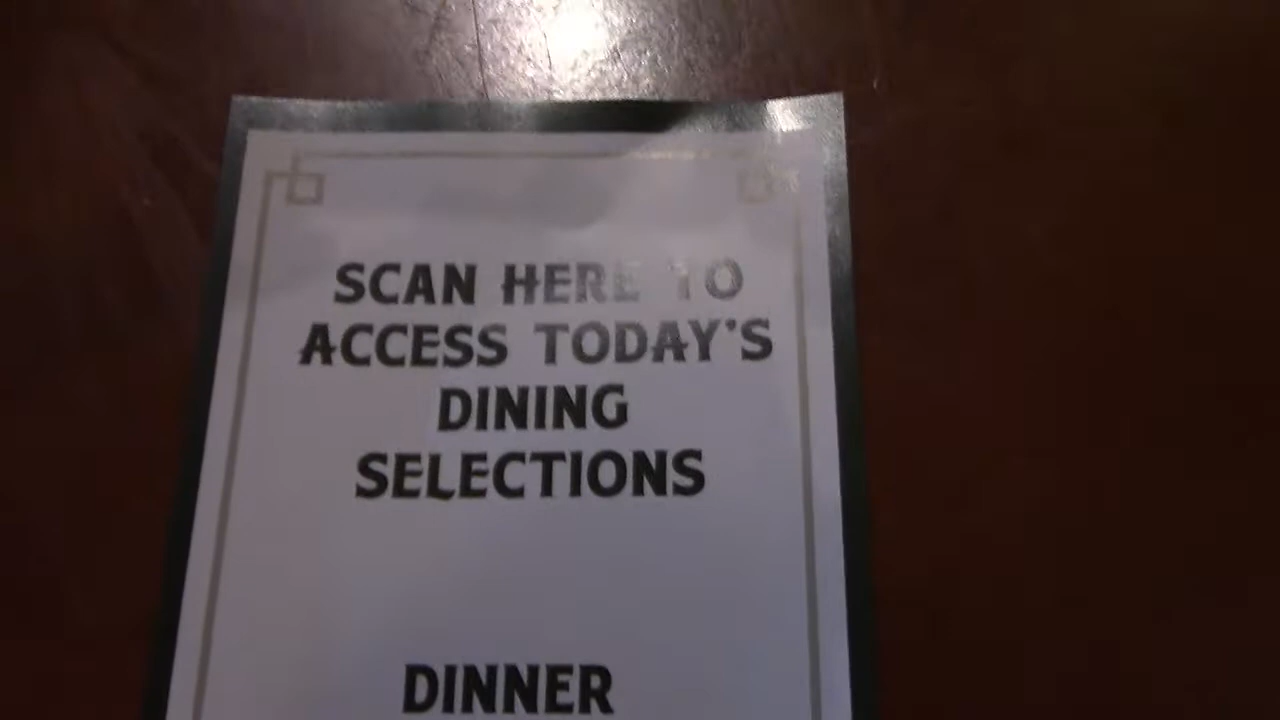 SCAN HERE TO
ACCESS TODAY'S
DINING
SELECTIONS
DINNER